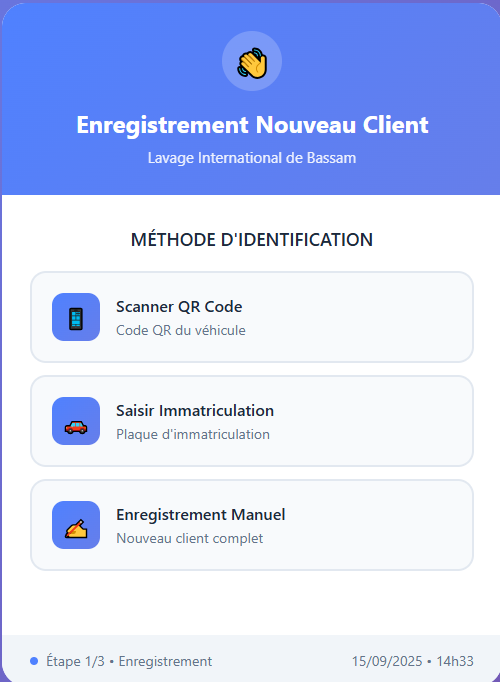 Enregistrement Nouveau Client
Lavage International de Bassam
MÉTHODE D'IDENTIFICATION
Scanner QR Code
Code QR du véhicule
Saisir Immatriculation
Plaque d'immatriculation
Enregistrement Manuel
Nouveau client complet
Étape 1/3 • Enregistrement 15/09/2025 • 14h33